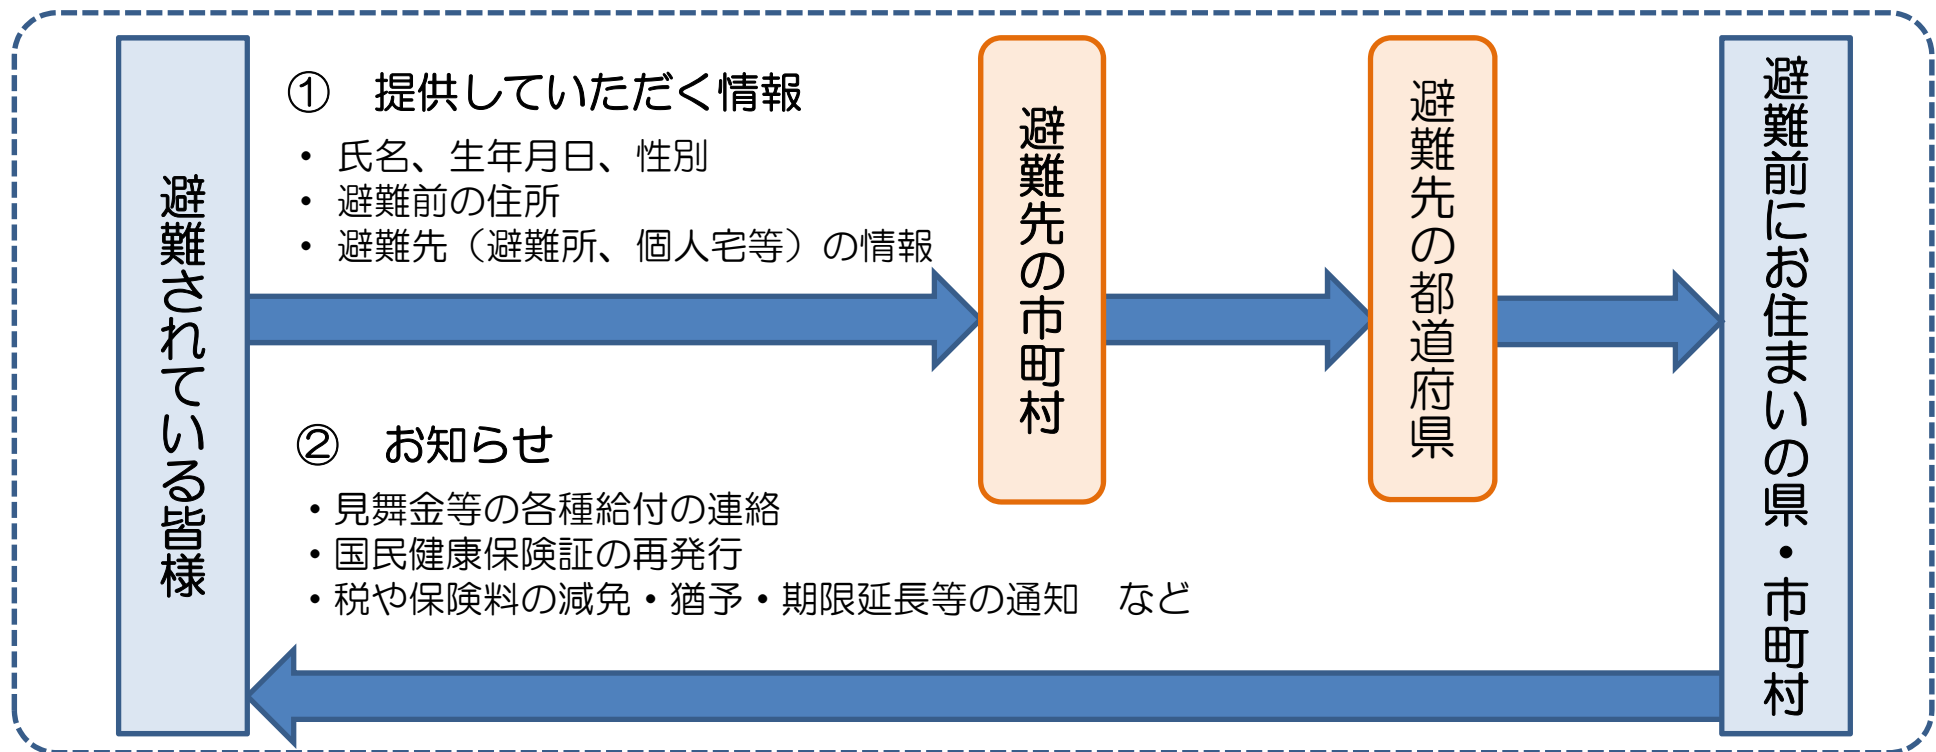 避難されている皆様
① 提供していただく情報
・ 氏名、生年月日、性別
・ 避難前の住所
・ 避難先（避難所、個人宅等）の情報
避難先の市町村
避難先の都道府県
避難前にお住まいの県・市町村
② お知らせ
・見舞金等の各種給付の連絡
・国民健康保険証の再発行
・税や保険料の減免・猶予・期限延長等の通知　など